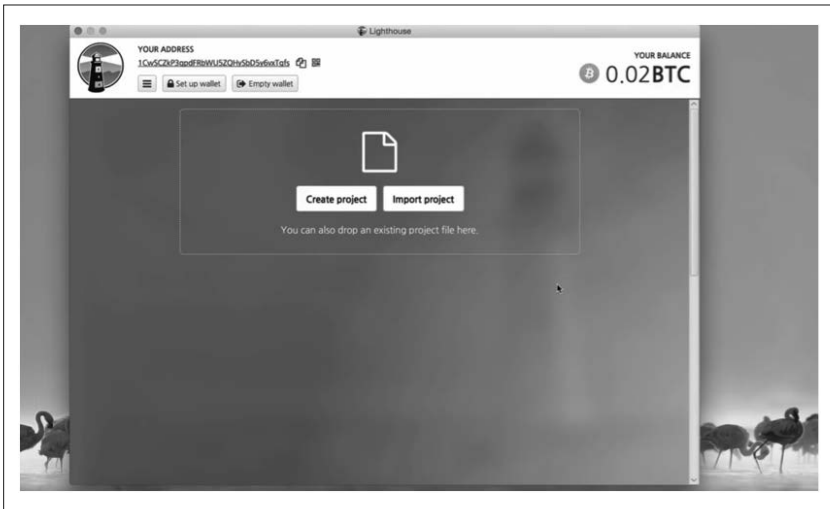 Lighthouse
YOUR ADDRESS
Set up wallet
Empty wallet
YOUR BALANCE
0.02BTC
Create project
Import project
You can also drop an existing project file here.